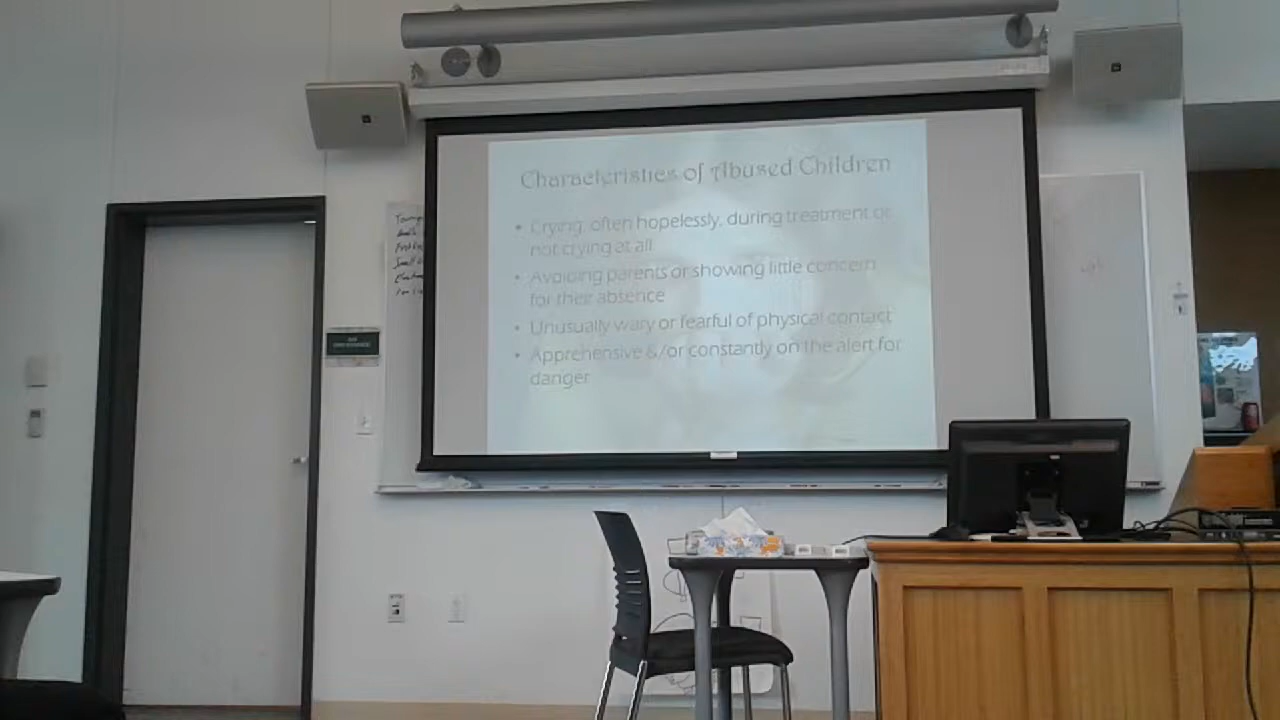 Characteristics of Abused Children
• Crying, often hopelessly, during treatment or
not crying at all
• Avoiding parents or showing little concern
for their absence
• Unusually wary or fearful of physical contact
• Apprehensive &/or constantly on the alert for
danger